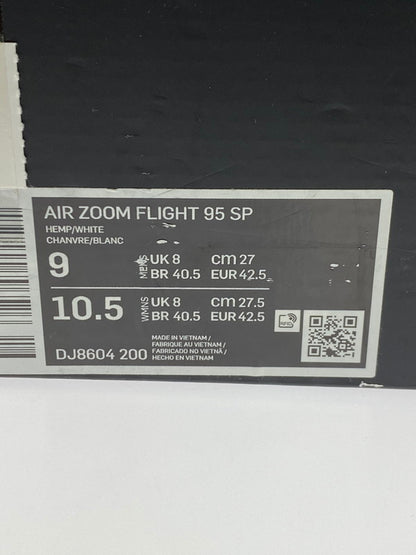 AIR ZOOM FLIGHT 95 SP
HEMP/WHITE
CHANVRE/BLANC
9 MENS UK 8 CM 27
BR 40.5 EUR 42.5
10.5 WMNS UK 8 CM 27.5
BR 40.5 EUR 42.5
MADE IN VIETNAM /
FABRIQUE AU VIETNAM /
FABRICADO NO VIETNÃ /
HECHO EN VIETNAM
DJ8604 200
RFID